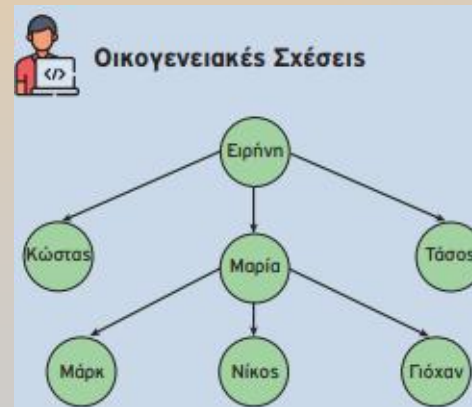 </>
Οικογενειακές Σχέσεις
Ειρήνη
Κώστας
Μαρία
Τάσος
Μάρκ
Νίκος
Γιόχαν